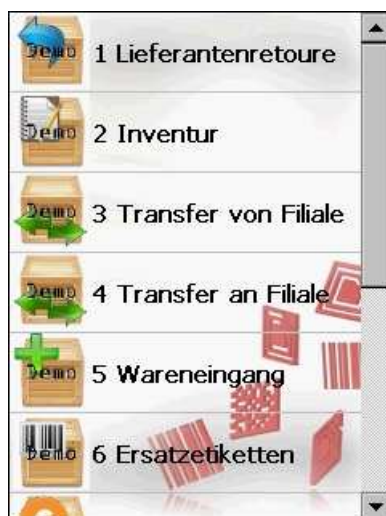 Demo 1 Lieferantenretoure
Demo 2 Inventur
Demo 3 Transfer von Filiale
Demo 4 Transfer an Filiale
Demo 5 Wareneingang
Demo 6 Ersatzetiketten